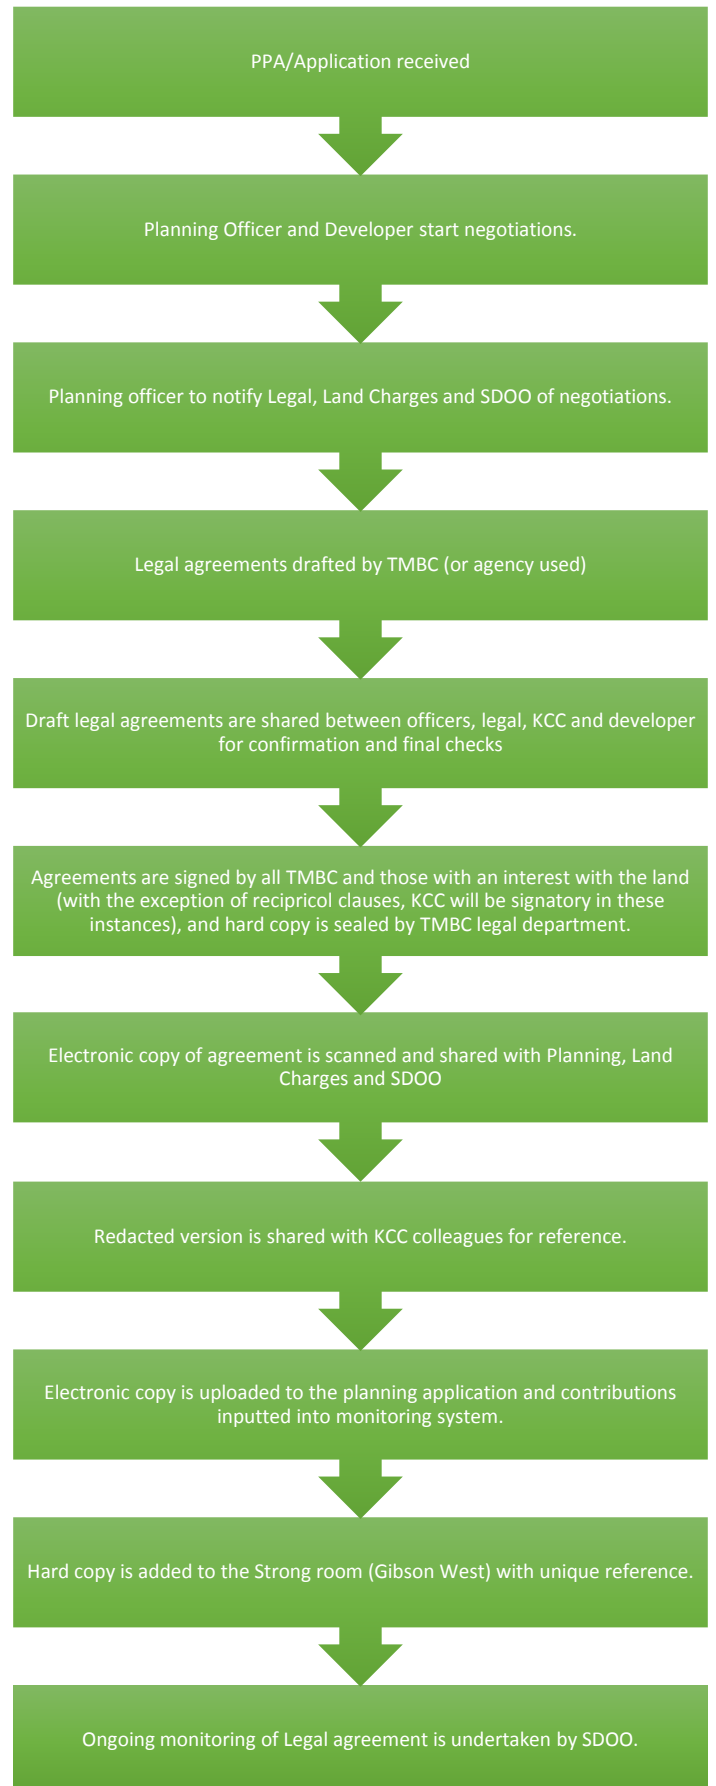 PPA/Application received
Planning Officer and Developer start negotiations.
Planning officer to notify Legal, Land Charges and SDOO of negotiations.
Legal agreements drafted by TMBC (or agency used)
Draft legal agreements are shared between officers, legal, KCC and developer
for confirmation and final checks
Agreements are signed by all TMBC and those with an interest with the land
(with the exception of recipricol clauses, KCC will be signatory in these
instances), and hard copy is sealed by TMBC legal department.
Electronic copy of agreement is scanned and shared with Planning, Land
Charges and SDOO
Redacted version is shared with KCC colleagues for reference.
Electronic copy is uploaded to the planning application and contributions
inputted into monitoring system.
Hard copy is added to the Strong room (Gibson West) with unique reference.
Ongoing monitoring of Legal agreement is undertaken by SDOO.